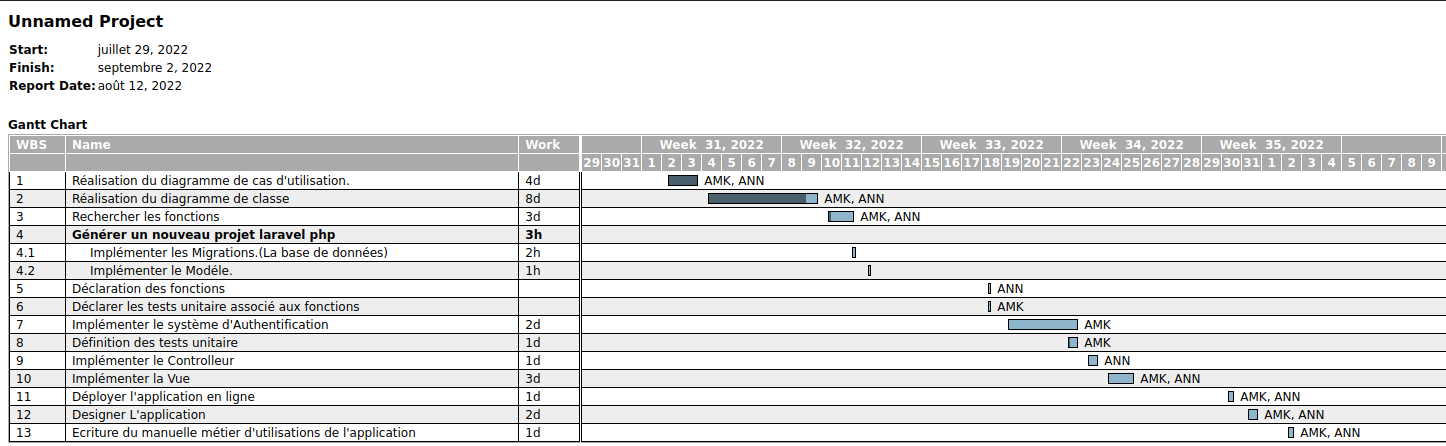 Unnamed Project
Start: juillet 29, 2022
Finish: septembre 2, 2022
Report Date: août 12, 2022
Gantt Chart
WBS Name Work Week 31, 2022 Week 32, 2022 Week 33, 2022 Week 34, 2022 Week 35, 2022
29 30 31 1 2 3 4 5 6 7 8 9 10 11 12 13 14 15 16 17 18 19 20 21 22 23 24 25 26 27 28 29 30 31 1 2 3 4 5 6 7 8 9
1 Réalisation du diagramme de cas d'utilisation. 4d AMK, ANN
2 Réalisation du diagramme de classe 8d AMK, ANN
3 Rechercher les fonctions 3d AMK, ANN
4 Générer un nouveau projet laravel php 3h
4.1 Implémenter les Migrations.(La base de données) 2h
4.2 Implémenter le Modéle. 1h
5 Déclaration des fonctions ANN
6 Déclarer les tests unitaire associé aux fonctions AMK
7 Implémenter le système d'Authentification 2d AMK
8 Définition des tests unitaire 1d AMK
9 Implémenter le Controlleur 1d ANN
10 Implémenter la Vue 3d AMK, ANN
11 Déployer l'application en ligne 1d AMK, ANN
12 Designer L'application 2d AMK, ANN
13 Ecriture du manuelle métier d'utilisations de l'application 1d AMK, ANN